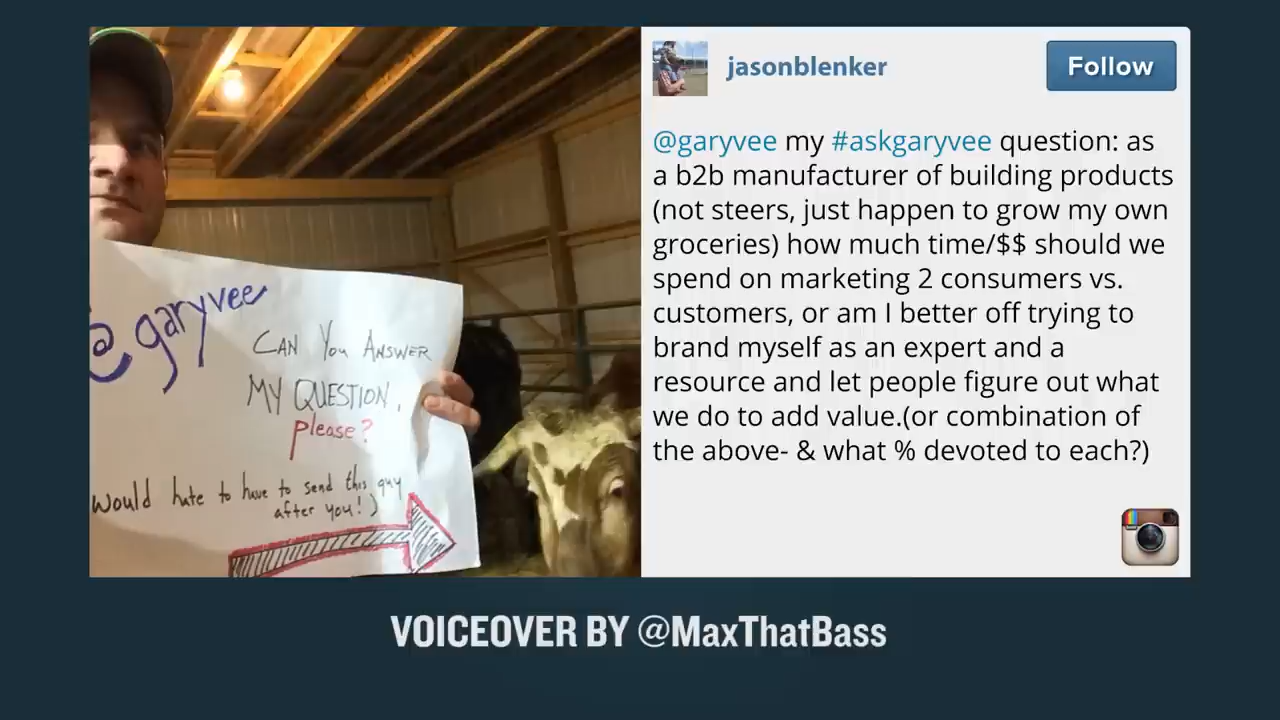 @garyvee
CAN YOU ANSWER
MY QUESTION,
please?
would hate to have to send this guy
after you!)
jasonblenker
Follow
@garyvee my #askgaryvee question: as
a b2b manufacturer of building products
(not steers, just happen to grow my own
groceries) how much time/$$ should we
spend on marketing 2 consumers vs.
customers, or am I better off trying to
brand myself as an expert and a
resource and let people figure out what
we do to add value.(or combination of
the above- & what % devoted to each?)
VOICEOVER BY @MaxThatBass